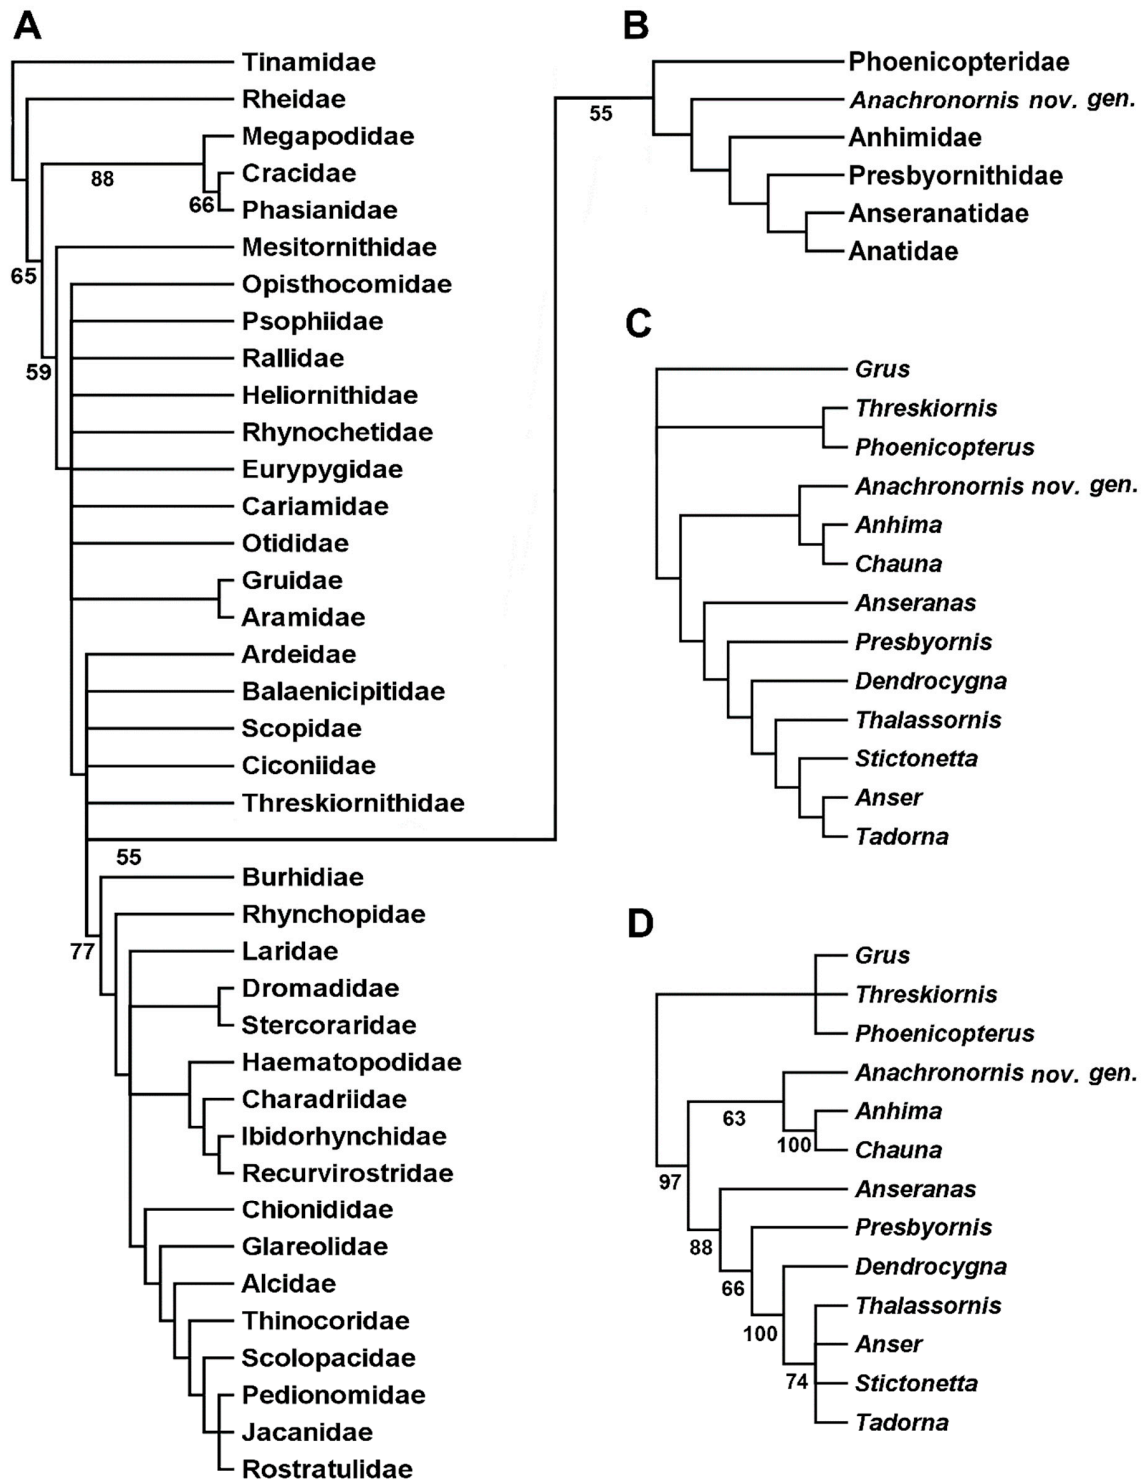 A
Tinamidae
Rheidae
Megapodidae
88
Cracidae
66
Phasianidae
Mesitornithidae
65
Opisthocomidae
Psophiidae
Rallidae
59
Heliornithidae
Rhynochetidae
Eurypygidae
Cariamidae
Otididae
Gruidae
Aramidae
Ardeidae
Balaenicipitidae
Scopidae
Ciconiidae
Threskiornithidae
55
Burhidiae
Rhynchopidae
77
Laridae
Dromadidae
Stercoraridae
Haematopodidae
Charadriidae
Ibidorhynchidae
Recurvirostridae
Chionididae
Glareolidae
Alcidae
Thinocoridae
Scolopacidae
Pedionomidae
Jacanidae
Rostratulidae
B
55
Phoenicopteridae
Anachronornis nov. gen.
Anhimidae
Presbyornithidae
Anseranatidae
Anatidae
C
Grus
Threskiornis
Phoenicopterus
Anachronornis nov. gen.
Anhima
Chauna
Anseranas
Presbyornis
Dendrocygna
Thalassornis
Stictonetta
Anser
Tadorna
D
Grus
Threskiornis
Phoenicopterus
Anachronornis nov. gen.
63
Anhima
100
Chauna
97
Anseranas
Presbyornis
88
Dendrocygna
66
Thalassornis
100
Anser
74
Stictonetta
Tadorna